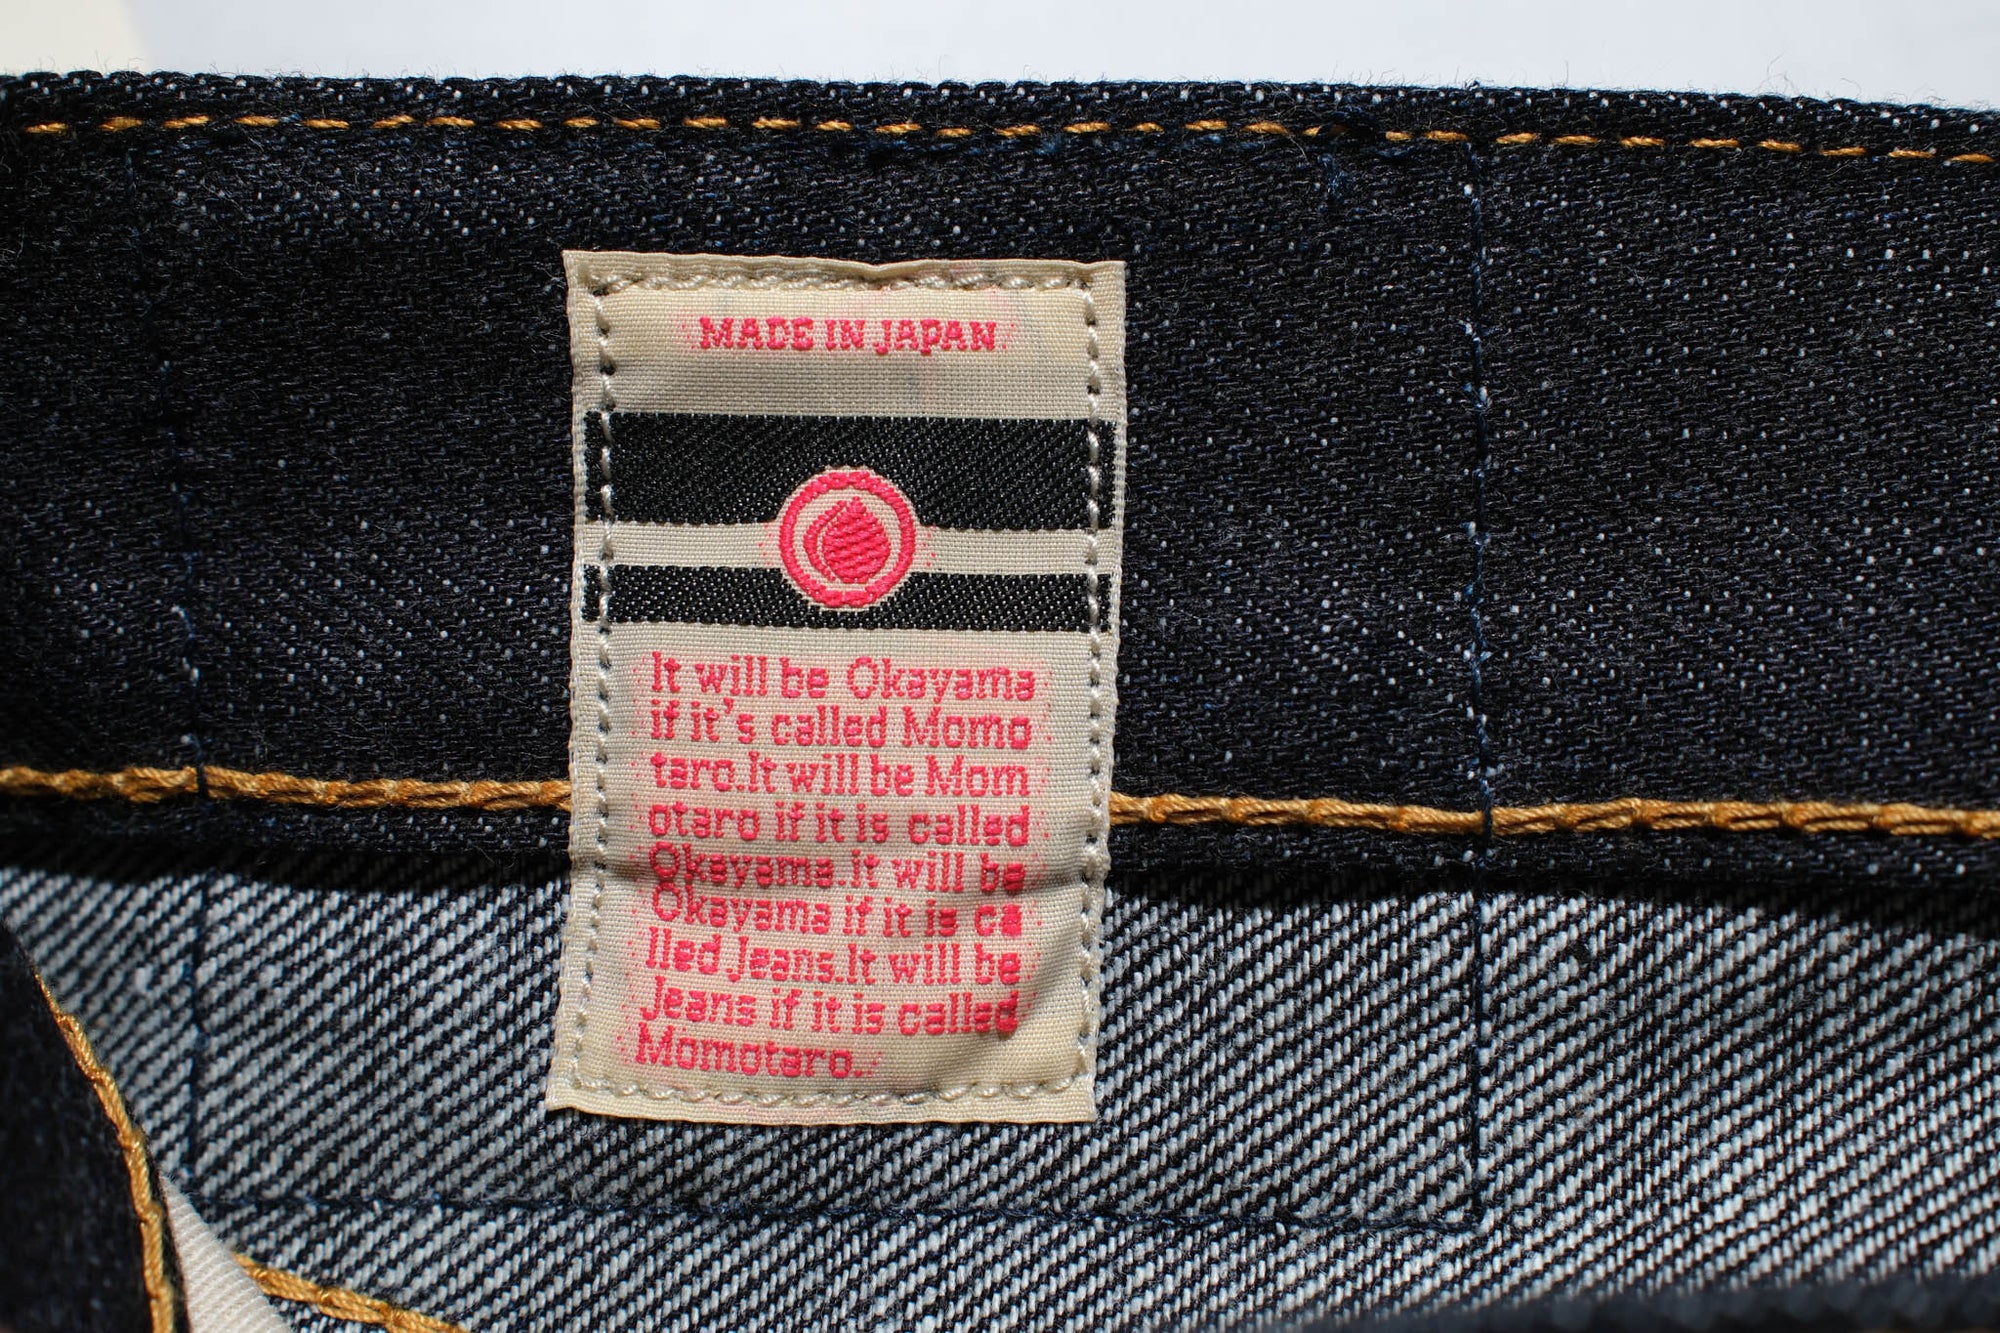 MADE IN JAPAN
It will be Okayama
if it's called Momo
taro.It will be Mom
otaro if it is called
Okayama.It will be
Okayama if it is ca
lled Jeans.It will be
Jeans if it is called
Momotaro.